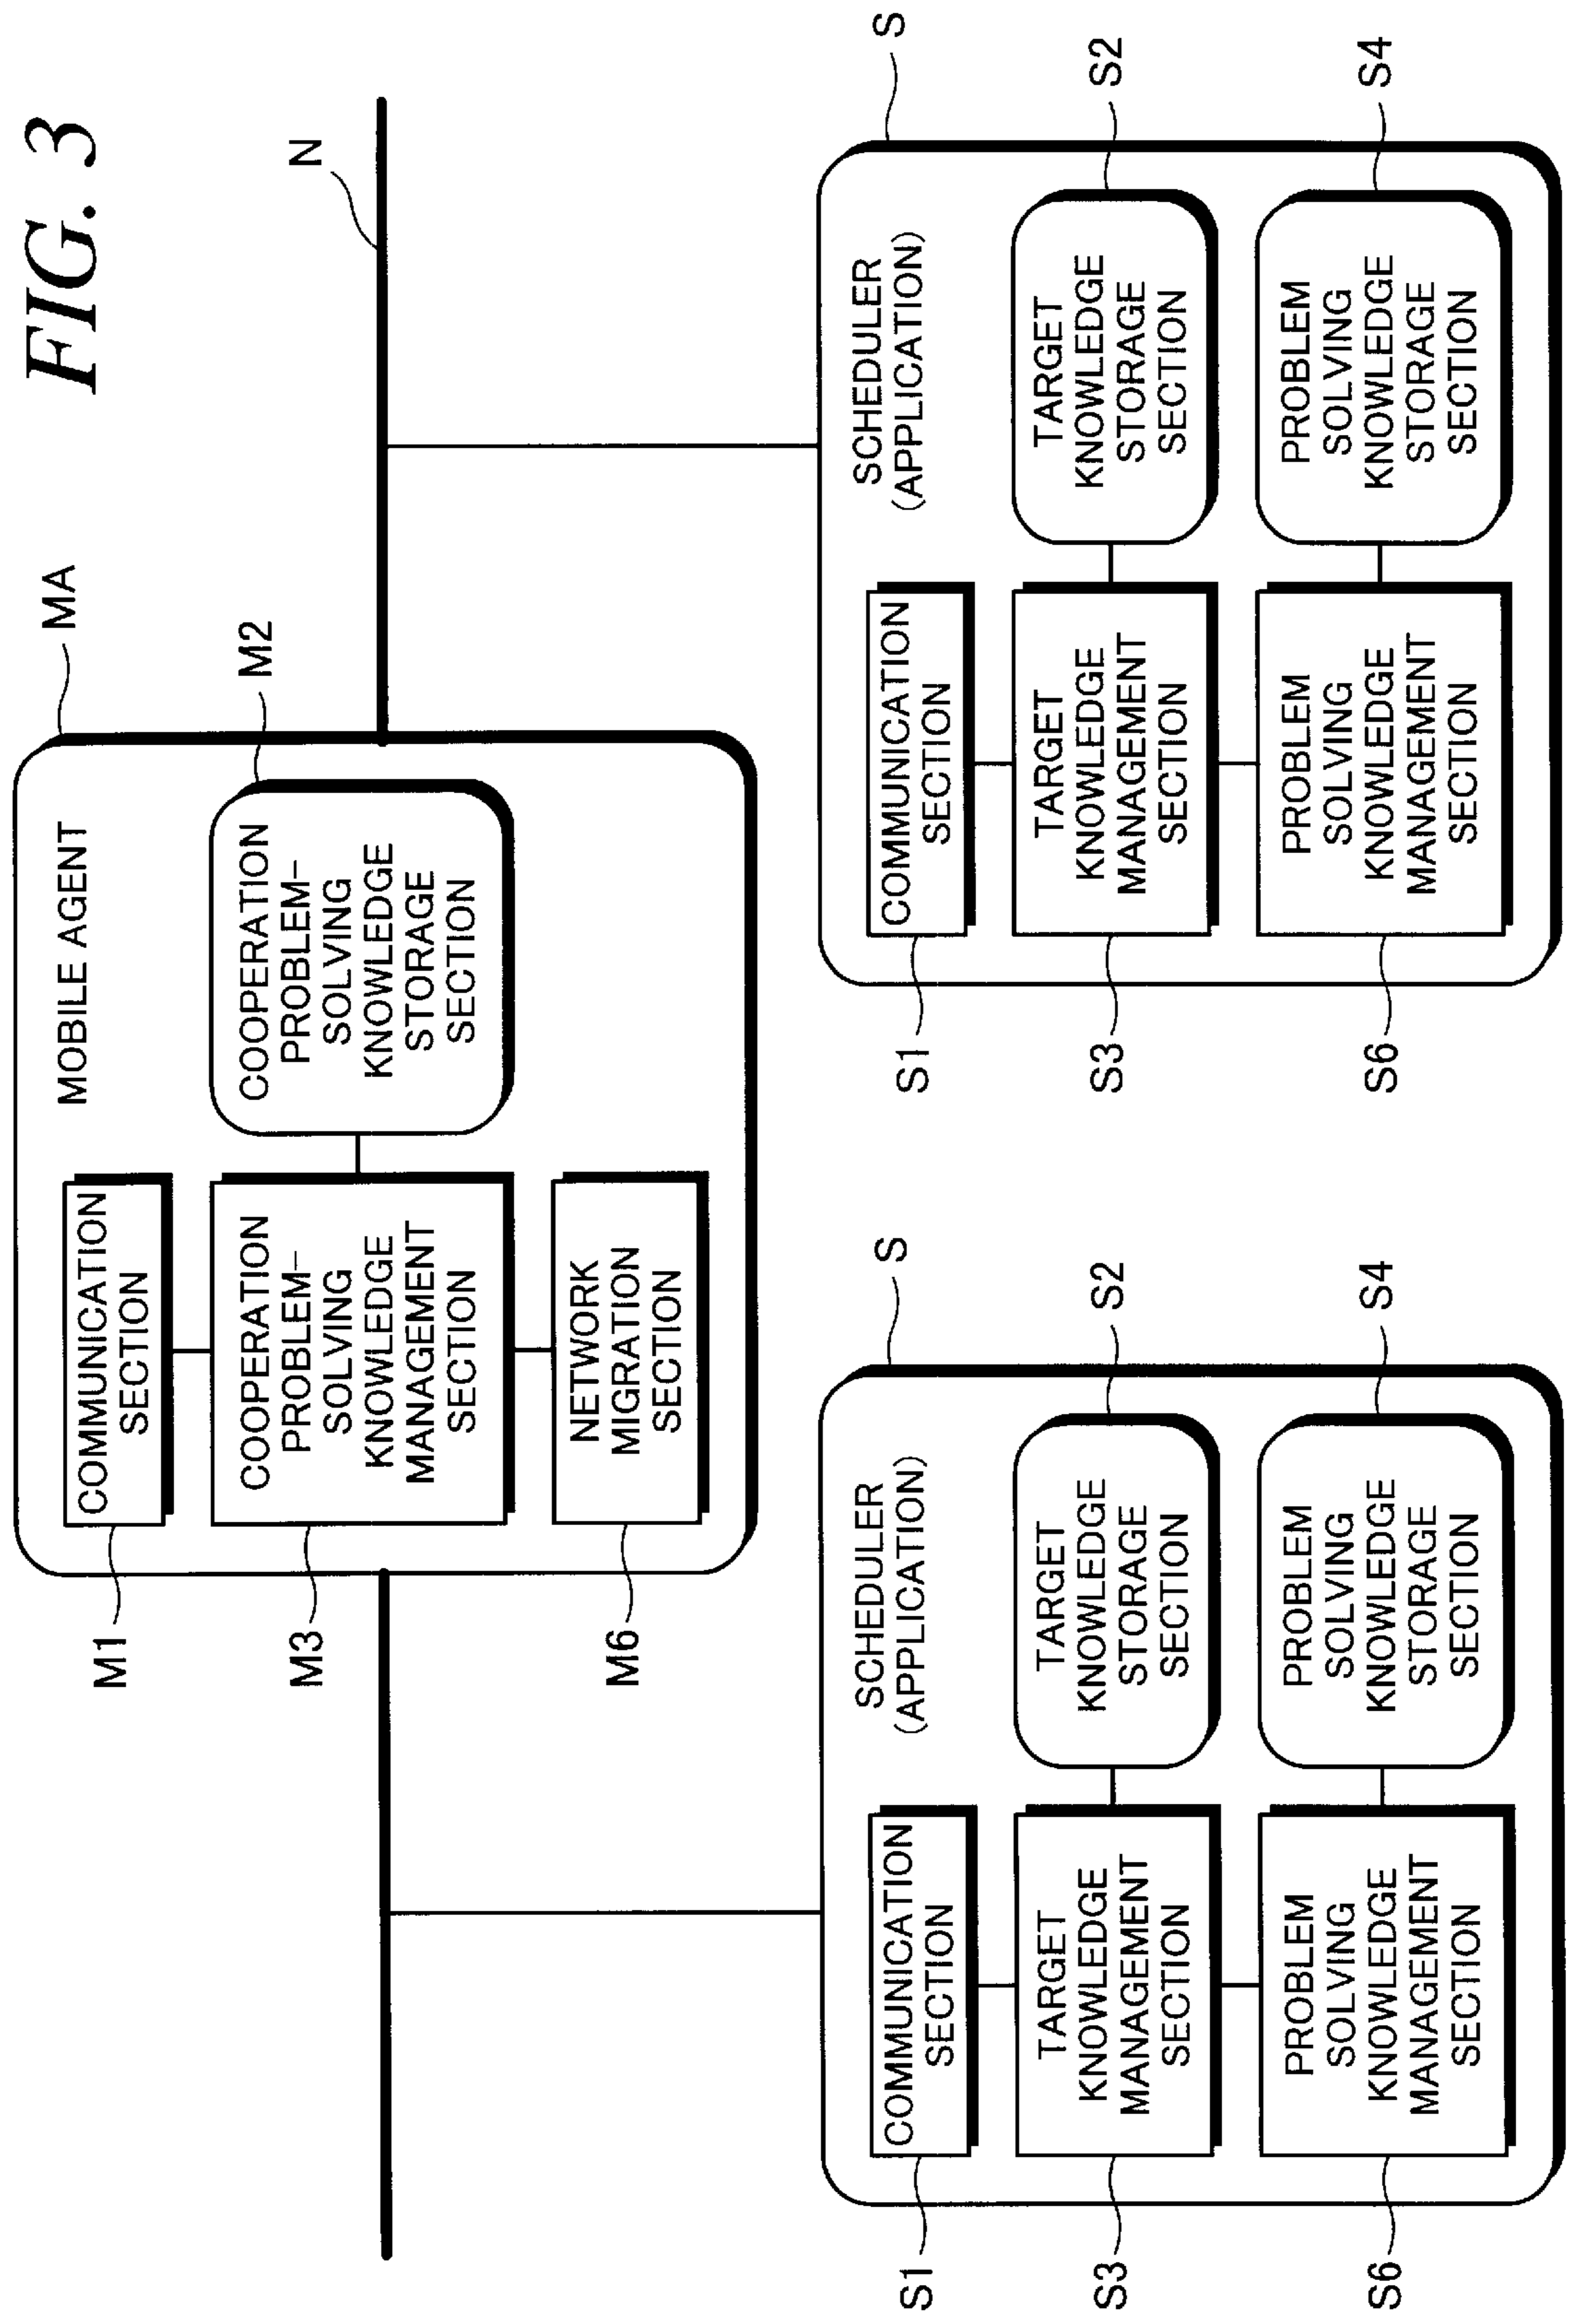 FIG. 3
MA
MOBILE AGENT
M1
COMMUNICATION
SECTION
M2
COOPERATION
PROBLEM-
SOLVING
KNOWLEDGE
STORAGE
SECTION
M3
COOPERATION
PROBLEM-
SOLVING
KNOWLEDGE
MANAGEMENT
SECTION
M6
NETWORK
MIGRATION
SECTION
N
S
SCHEDULER
(APPLICATION)
S1
COMMUNICATION
SECTION
S2
TARGET
KNOWLEDGE
STORAGE
SECTION
S3
TARGET
KNOWLEDGE
MANAGEMENT
SECTION
S4
PROBLEM
SOLVING
KNOWLEDGE
STORAGE
SECTION
S6
PROBLEM
SOLVING
KNOWLEDGE
MANAGEMENT
SECTION
S
SCHEDULER
(APPLICATION)
S1
COMMUNICATION
SECTION
S2
TARGET
KNOWLEDGE
STORAGE
SECTION
S3
TARGET
KNOWLEDGE
MANAGEMENT
SECTION
S4
PROBLEM
SOLVING
KNOWLEDGE
STORAGE
SECTION
S6
PROBLEM
SOLVING
KNOWLEDGE
MANAGEMENT
SECTION